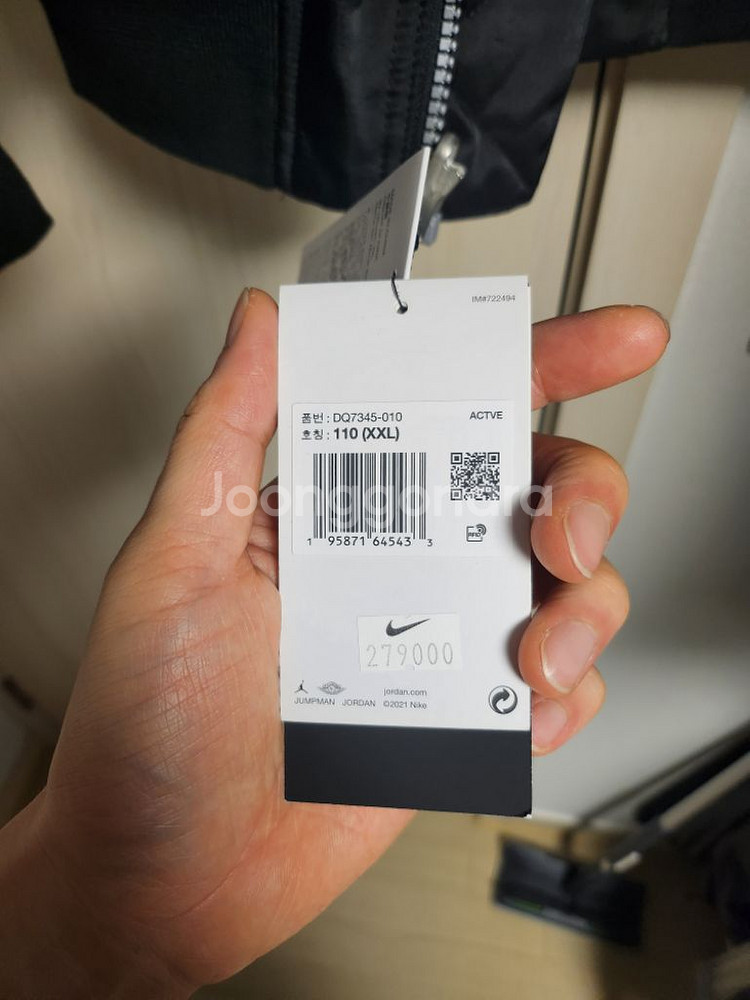 IM#722494
품번 : DQ7345-010
ACTVE
호칭 : 110 (XXL)
Joonggonara
RFID
1 95871 64543 3
279000
JUMPMAN JORDAN
jordan.com
©2021 Nike